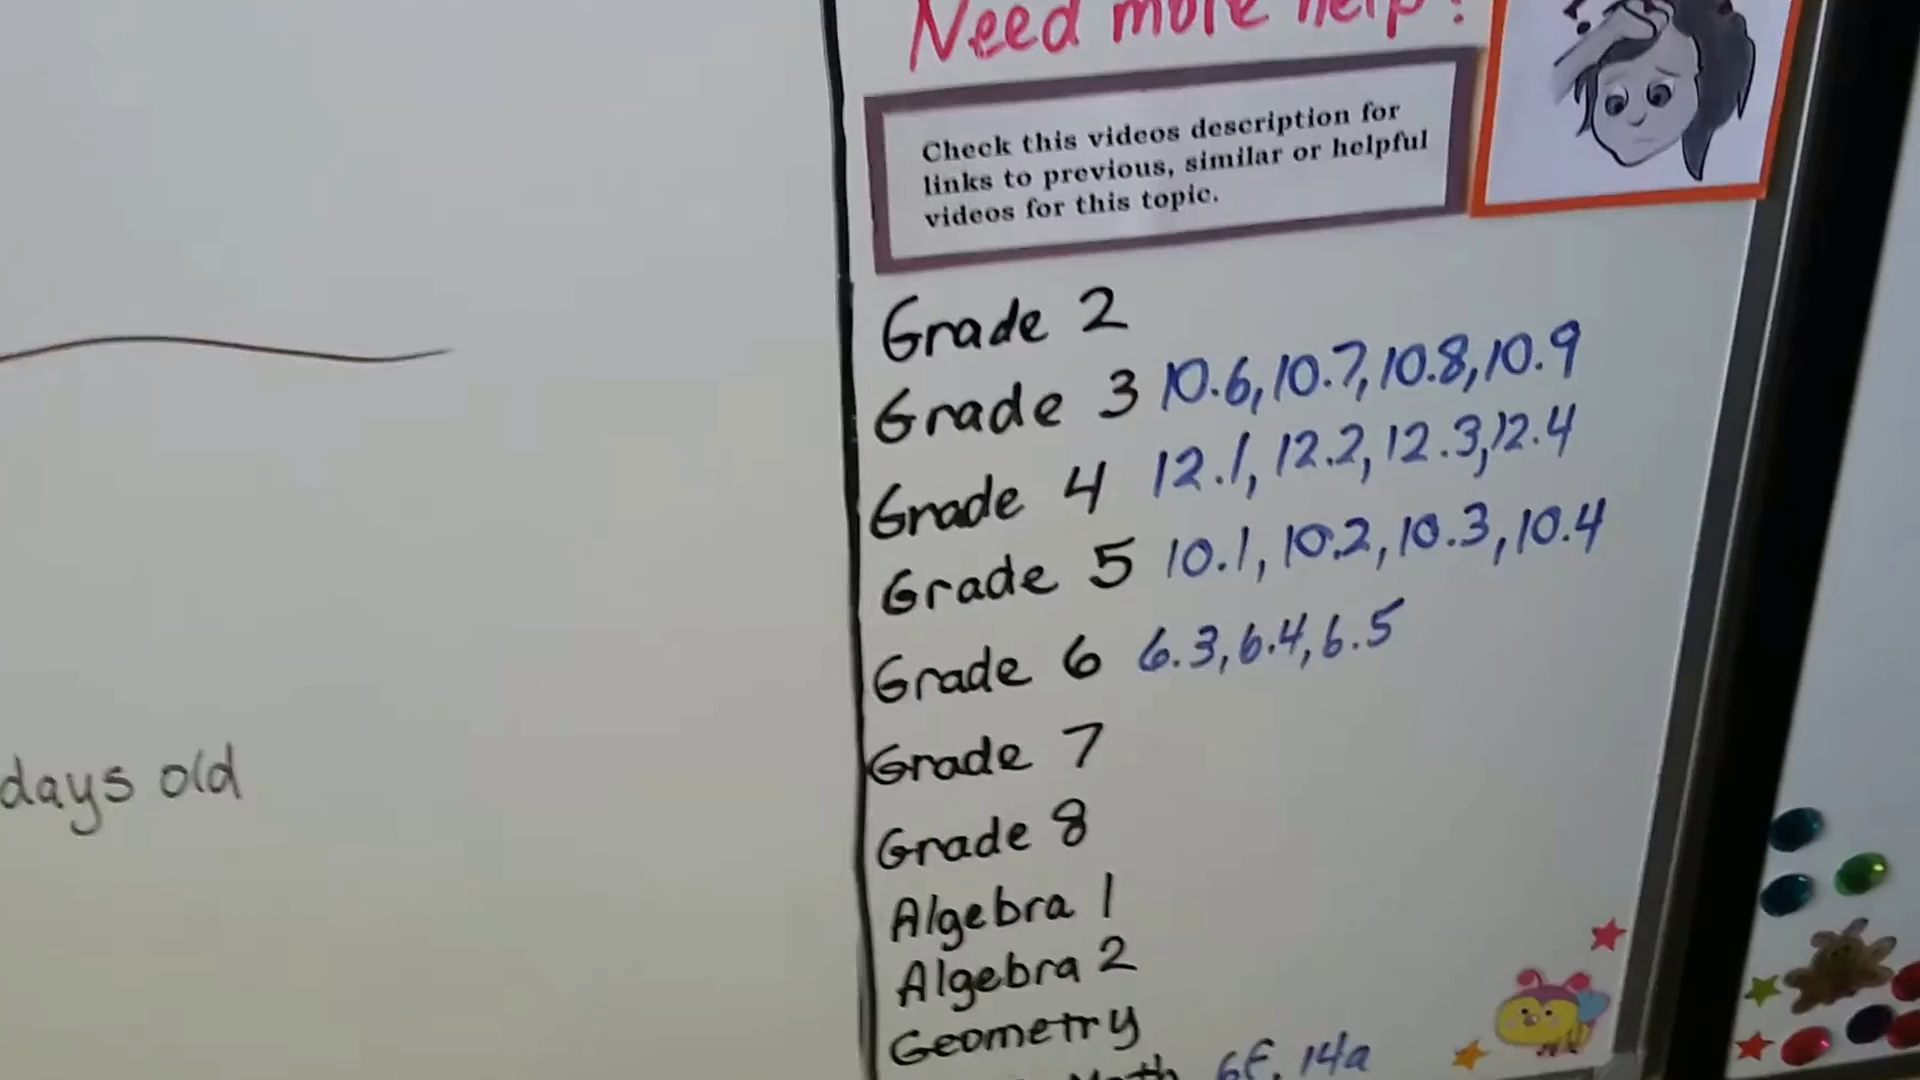 Need more help?
Check this videos description for
links to previous, similar or helpful
videos for this topic.
Grade 2
Grade 3 10.6, 10.7, 10.8, 10.9
Grade 4 12.1, 12.2, 12.3, 12.4
Grade 5 10.1, 10.2, 10.3, 10.4
Grade 6 6.3, 6.4, 6.5
Grade 7
days old
Grade 8
Algebra 1
Algebra 2
Geometry
Math 6E, 14a